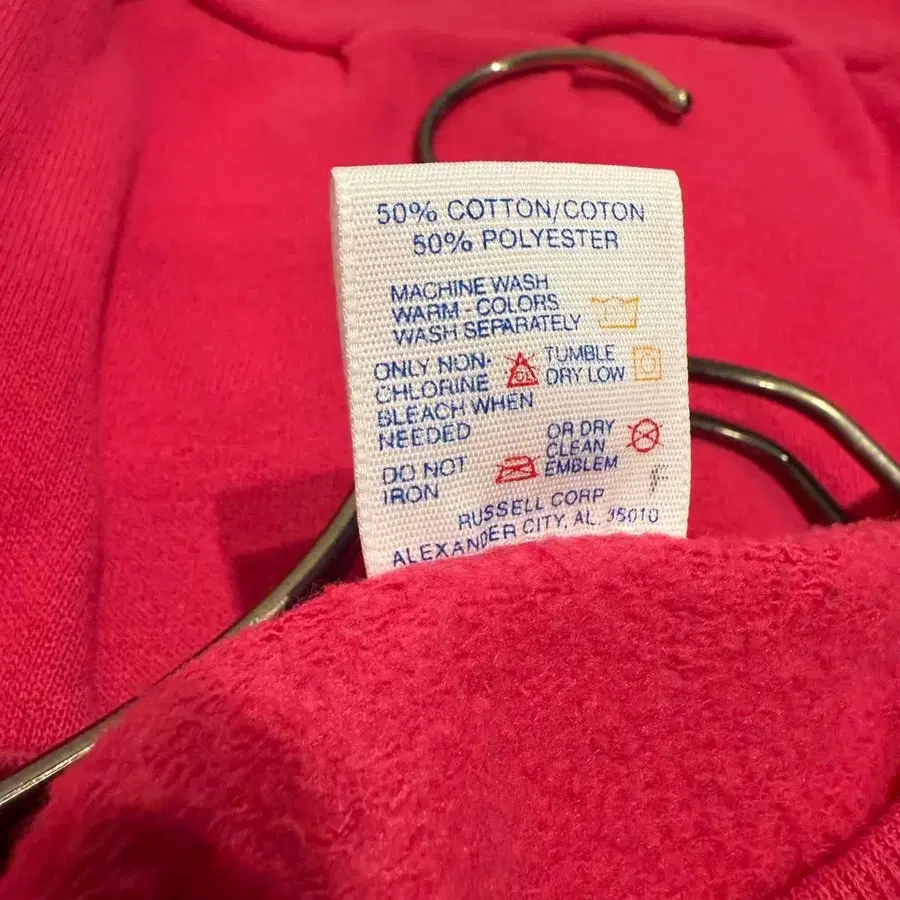 50% COTTON/COTON
50% POLYESTER
MACHINE WASH
WARM - COLORS
WASH SEPARATELY
ONLY NON-
CHLORINE
BLEACH WHEN
NEEDED
CL
TUMBLE
DRY LOW
DO NOT
IRON
OR DRY
CLEAN
EMBLEM
F
RUSSELL CORP
ALEXANDER CITY, AL. 35010